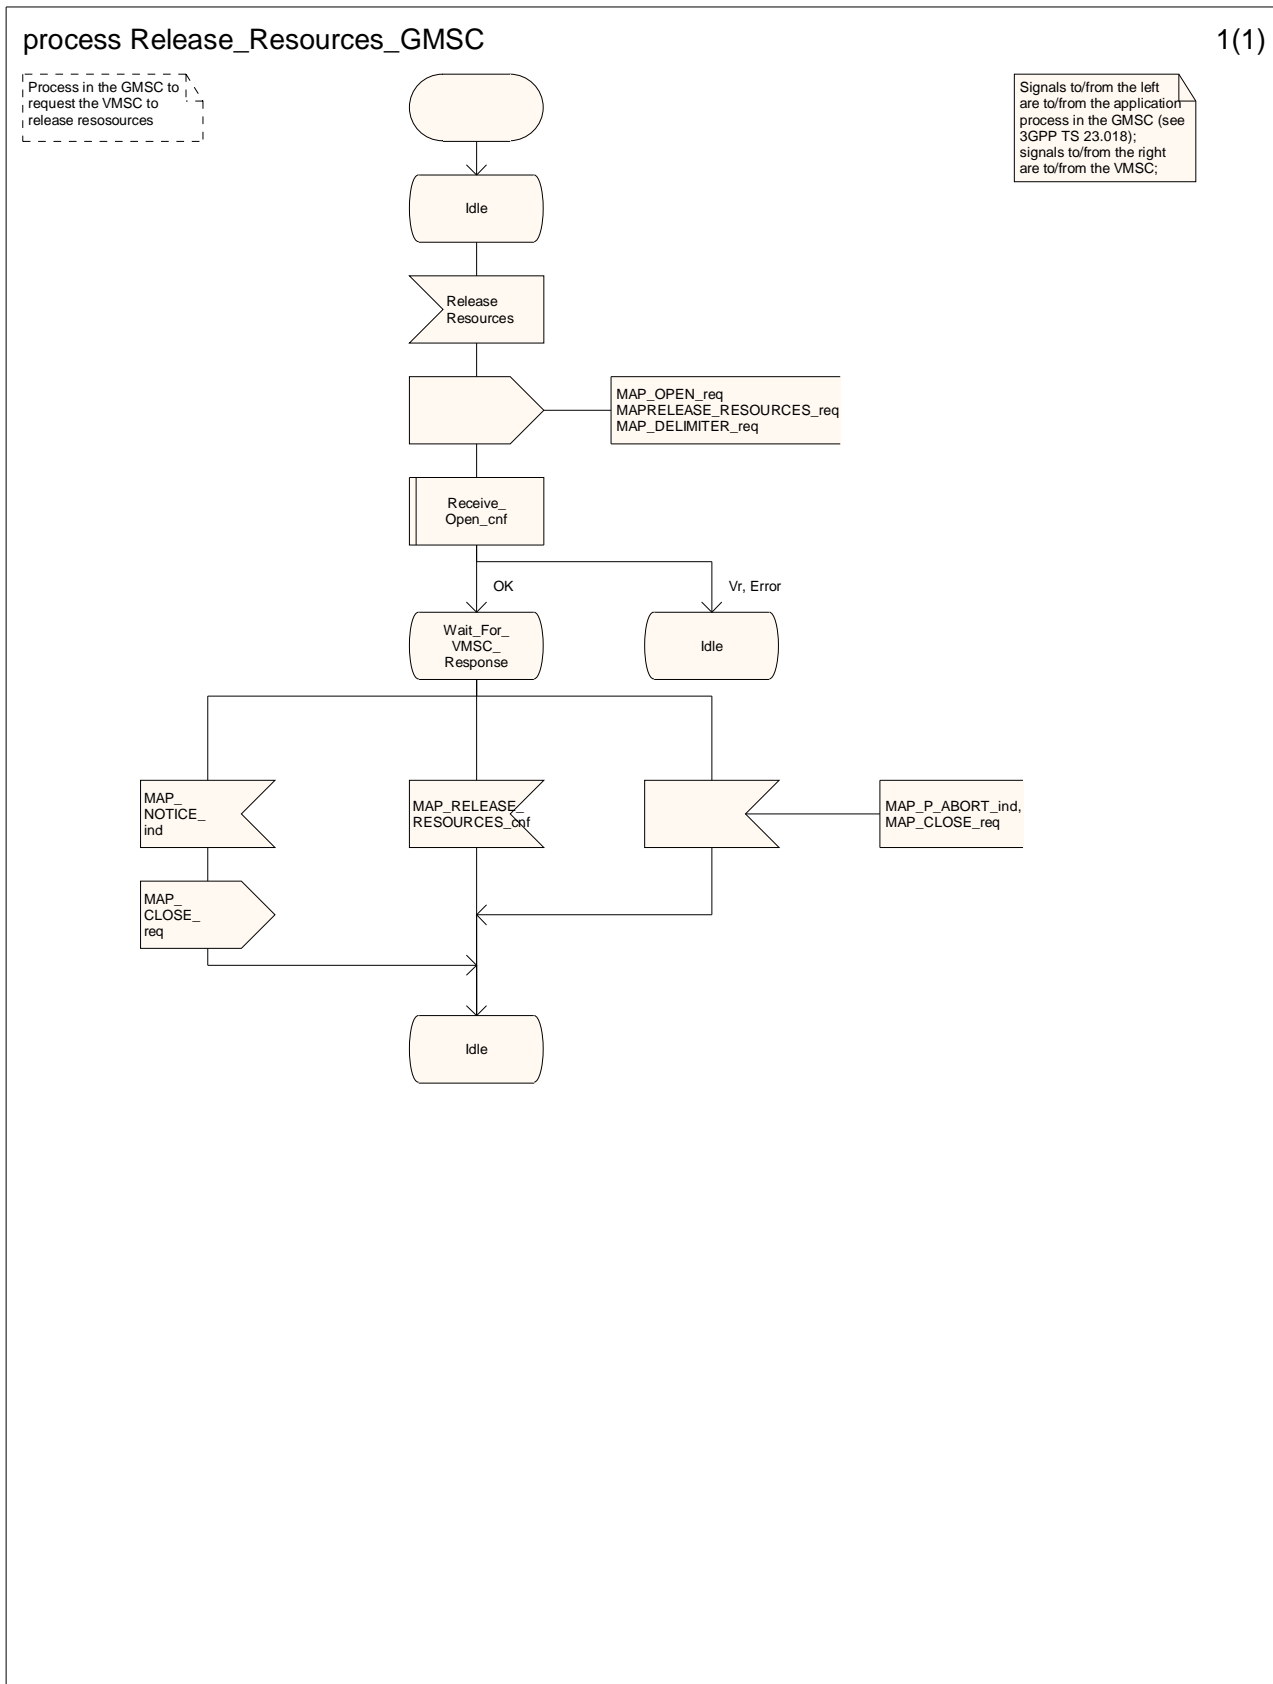 process Release_Resources_GMSC
1(1)
Process in the GMSC to
request the VMSC to
release resosources
Signals to/from the left
are to/from the application
process in the GMSC (see
3GPP TS 23.018);
signals to/from the right
are to/from the VMSC;
Idle
Release
Resources
MAP_OPEN_req
MAPRELEASE_RESOURCES_req
MAP_DELIMITER_req
Receive_
Open_cnf
OK
Vr, Error
Wait_For_
VMSC_
Response
Idle
MAP_
NOTICE_
ind
MAP_RELEASE_
RESOURCES_cnf
MAP_P_ABORT_ind,
MAP_CLOSE_req
MAP_
CLOSE_
req
Idle